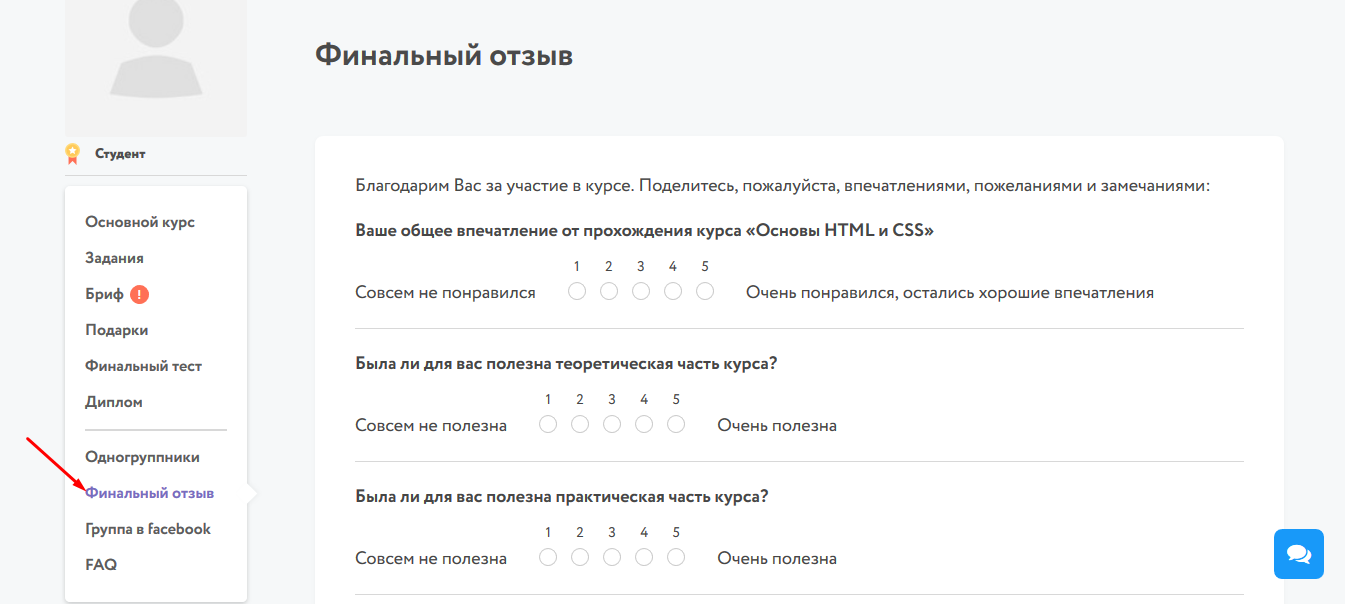 Финальный отзыв
Студент
Основной курс
Задания
Бриф !
Подарки
Финальный тест
Диплом
Одногруппники
Финальный отзыв
Группа в facebook
FAQ
Благодарим Вас за участие в курсе. Поделитесь, пожалуйста, впечатлениями, пожеланиями и замечаниями:
Ваше общее впечатление от прохождения курса «Основы HTML и CSS»
1 2 3 4 5
Совсем не понравился Очень понравился, остались хорошие впечатления
Была ли для вас полезна теоретическая часть курса?
1 2 3 4 5
Совсем не полезна Очень полезна
Была ли для вас полезна практическая часть курса?
1 2 3 4 5
Совсем не полезна Очень полезна